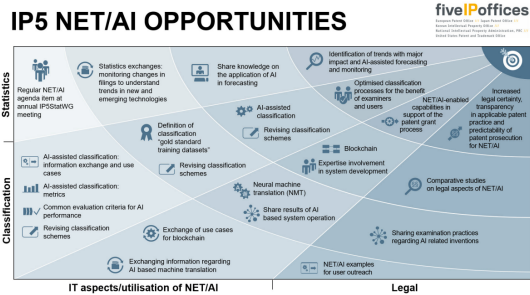 IP5 NET/AI OPPORTUNITIES
fiveIPoffices
European Patent Office /// Japan Patent Office ///
Korean Intellectual Property Office ///
National Intellectual Property Administration, PRC ///
United States Patent and Trademark Office
Statistics
Regular NET/AI
agenda item at
annual IP5StatWG
meeting
Statistics exchanges:
monitoring changes in
filings to understand
trends in new and
emerging technologies
Share knowledge on
the application of AI
in forecasting
Identification of trends with major
impact and AI-assisted forecasting
and monitoring
Optimised classification
processes for the benefit
of examiners
and users
NET/AI-enabled
capabilities in
support of the
patent grant
process
Increased
legal certainty,
transparency
in applicable
patent practice
and predictability
of patent prosecution
for NET/AI
Definition of
classification
"gold standard
training datasets"
AI-assisted
classification
Revising classification
schemes
Classification
AI-assisted classification:
information exchange and use
cases
AI-assisted classification:
metrics
Common evaluation criteria for AI
performance
Revising classification
schemes
Revising classification
schemes
Blockchain
Expertise involvement
in system development
Neural machine
translation (NMT)
Share results of AI
based system operation
Exchange of use cases
for blockchain
Exchanging information regarding
AI based machine translation
Comparative studies
on legal aspects of NET/AI
Sharing examination practices
regarding AI related inventions
NET/AI examples
for user outreach
IT aspects/utilisation of NET/AI
Legal